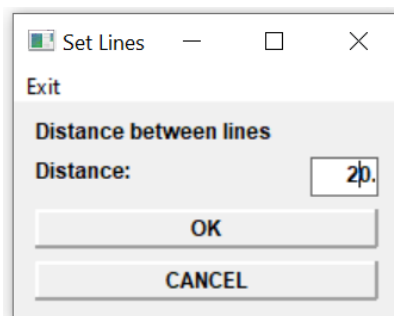 Set Lines
Exit
Distance between lines
Distance: 20.
OK
CANCEL